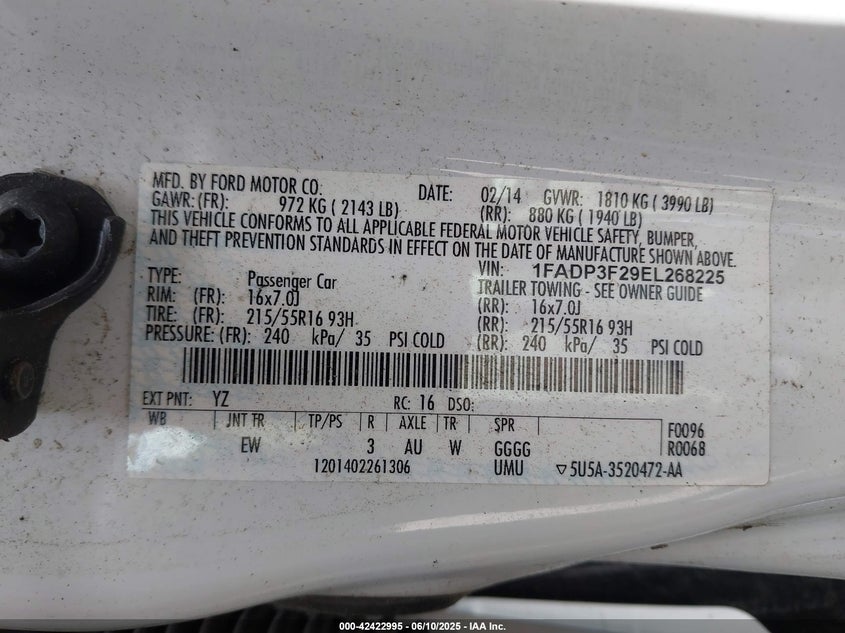 MFD. BY FORD MOTOR CO. DATE: 02/14 GVWR: 1810 KG ( 3990 LB)
GAWR: (FR): 972 KG ( 2143 LB) (RR): 880 KG ( 1940 LB)
THIS VEHICLE CONFORMS TO ALL APPLICABLE FEDERAL MOTOR VEHICLE SAFETY, BUMPER,
AND THEFT PREVENTION STANDARDS IN EFFECT ON THE DATE OF MANUFACTURE SHOWN ABOVE.
VIN: 1FADP3F29EL268225
TYPE: Passenger Car TRAILER TOWING - SEE OWNER GUIDE
RIM: (FR): 16x7.0J (RR): 16x7.0J
TIRE: (FR): 215/55R16 93H (RR): 215/55R16 93H
PRESSURE: (FR): 240 kPa/ 35 PSI COLD (RR): 240 kPa/ 35 PSI COLD
EXT PNT: YZ RC: 16 DSO:
WB JNT TR TP/PS R AXLE TR SPR F0096
EW 3 AU W GGGG R0068
1201402261306 UMU ▽5U5A-3520472-AA
000-42422995 - 06/10/2025 - IAA Inc.